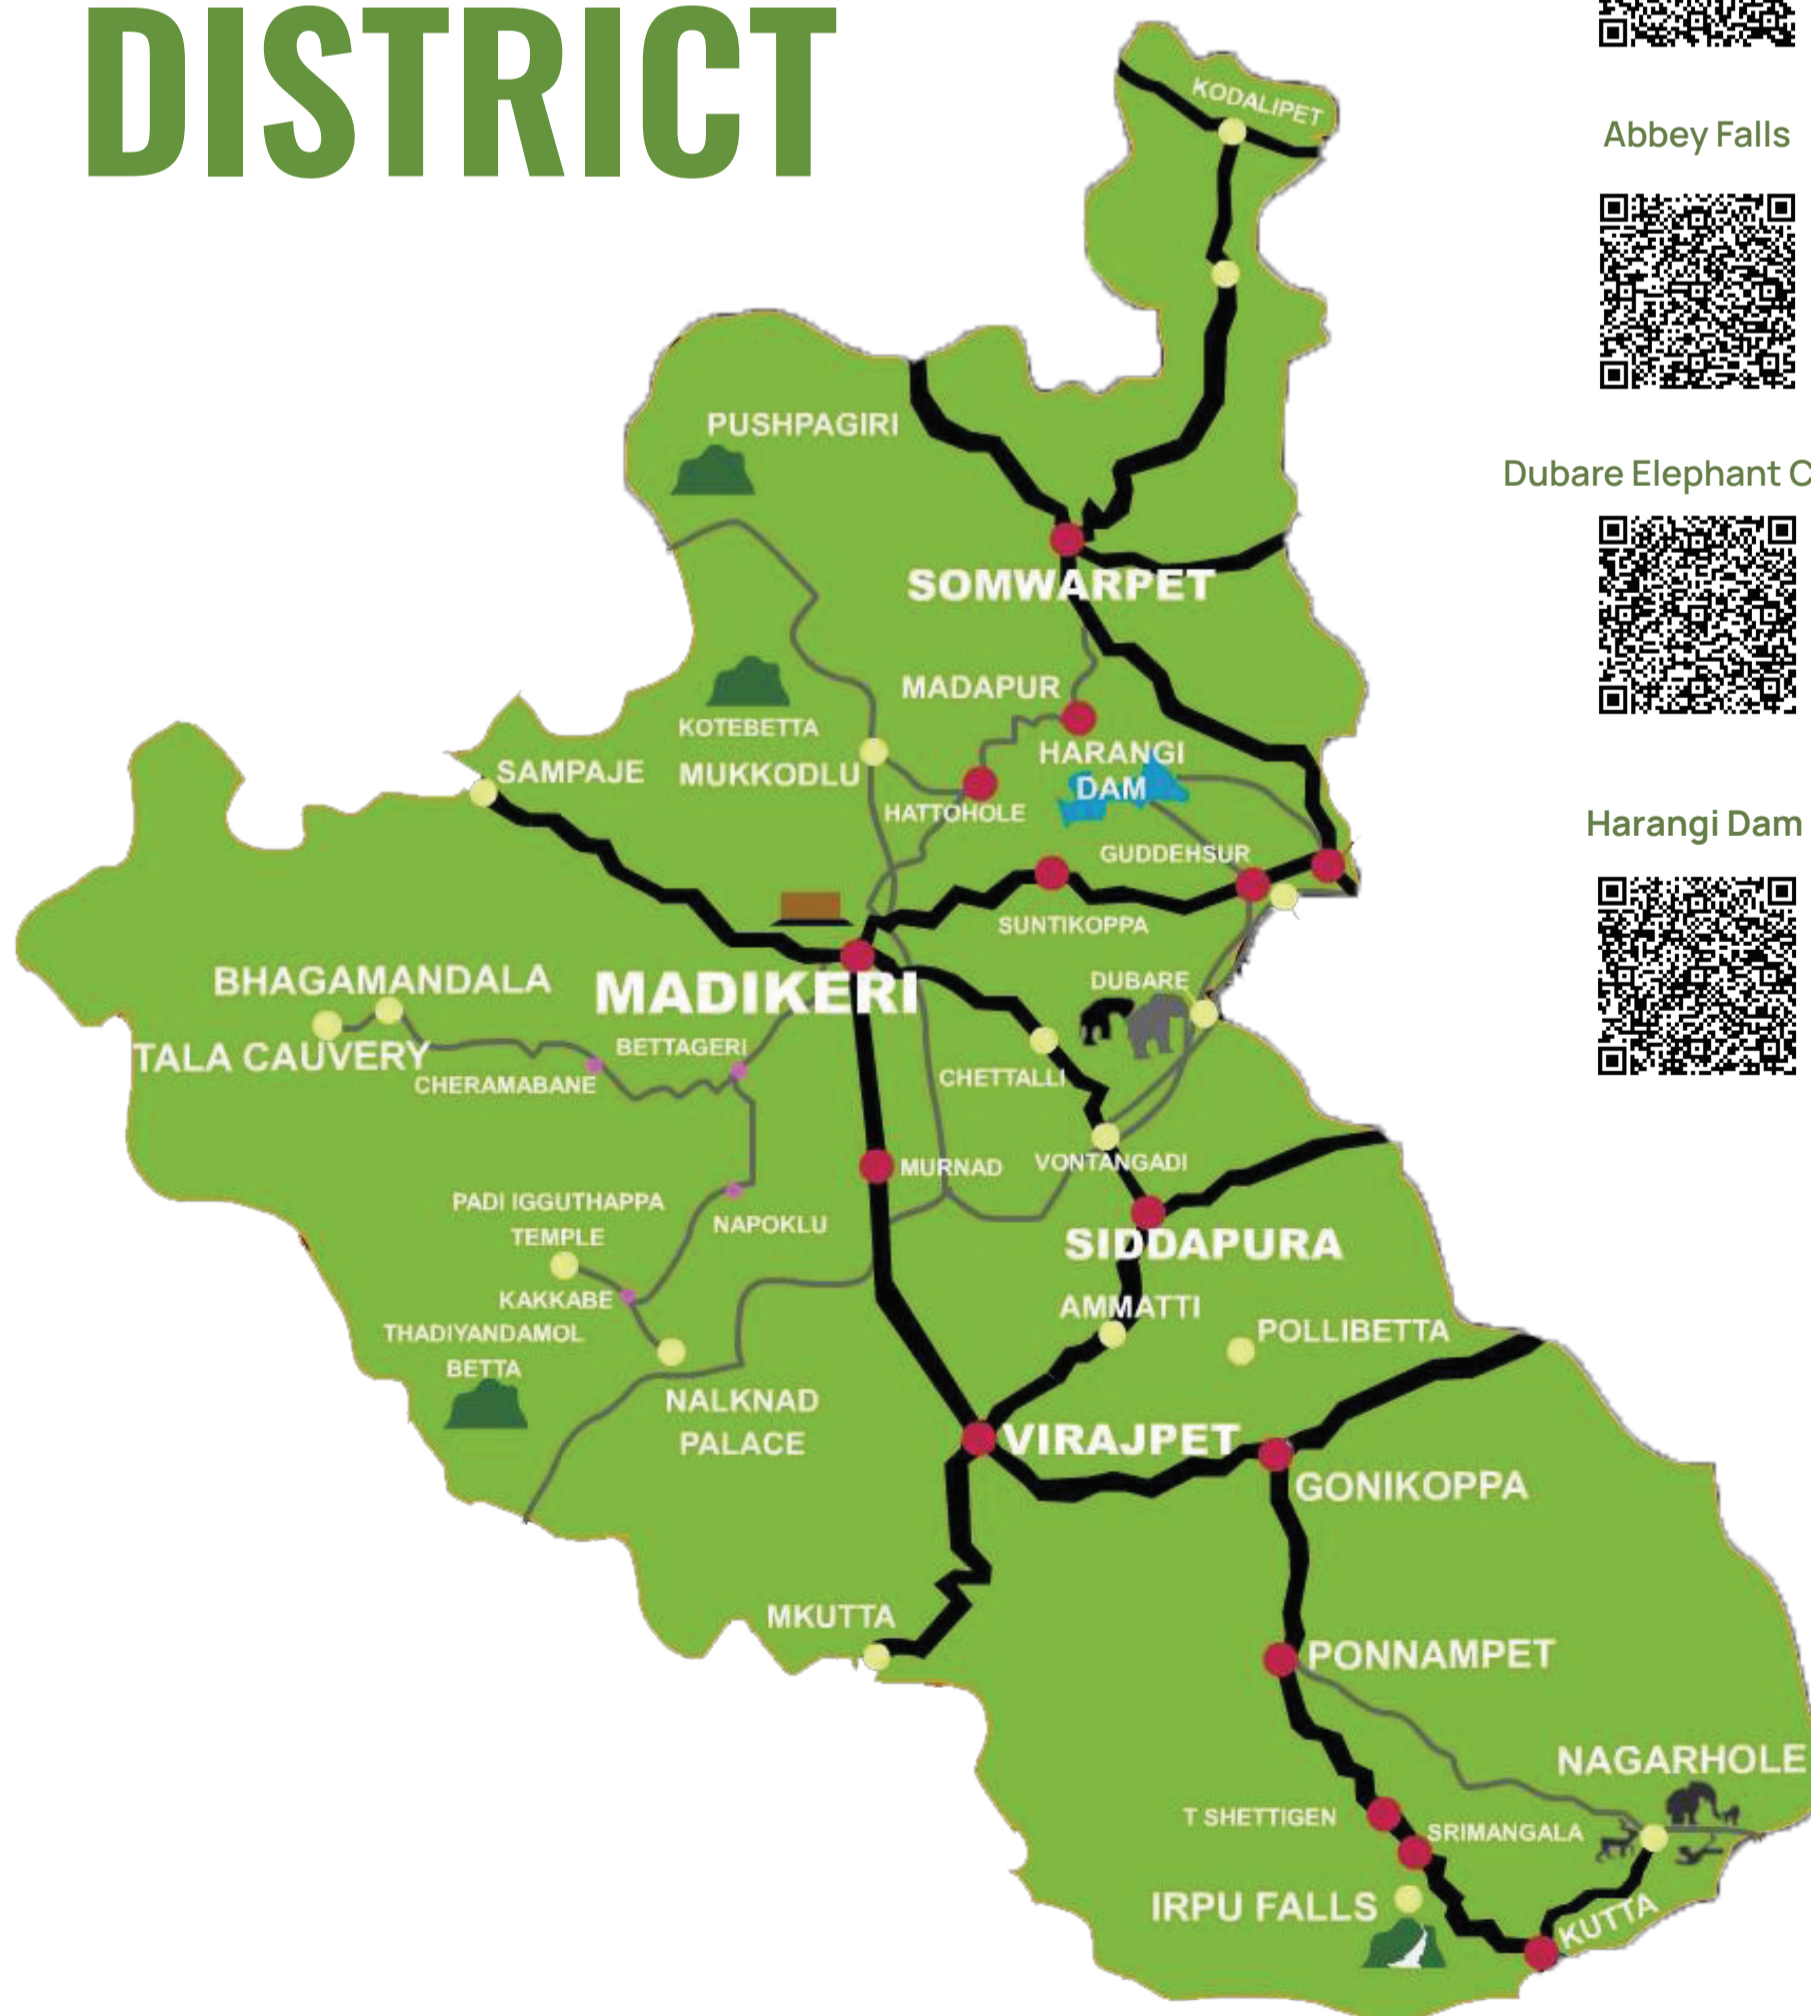 DISTRICT
KODALIPET
Abbey Falls
PUSHPAGIRI
Dubare Elephant C
SOMWARPET
MADAPUR
KOTEBETTA
HARANGI
DAM
SAMPAJE
MUKKODLU
HATTOHOLE
Harangi Dam
GUDDEHSUR
SUNTIKOPPA
BHAGAMANDALA
MADIKERI
DUBARE
TALA CAUVERY
BETTAGERI
CHERAMABANE
CHETTALLI
MURNAD
VONTANGADI
PADI IGGUTHAPPA
TEMPLE
NAPOKLU
SIDDAPURA
KAKKABE
AMMATTI
THADIYANDAMOL
BETTA
POLLIBETTA
NALKNAD
PALACE
VIRAJPET
GONIKOPPA
MKUTTA
PONNAMPET
NAGARHOLE
T SHETTIGEN
SRIMANGALA
IRPU FALLS
KUTTA